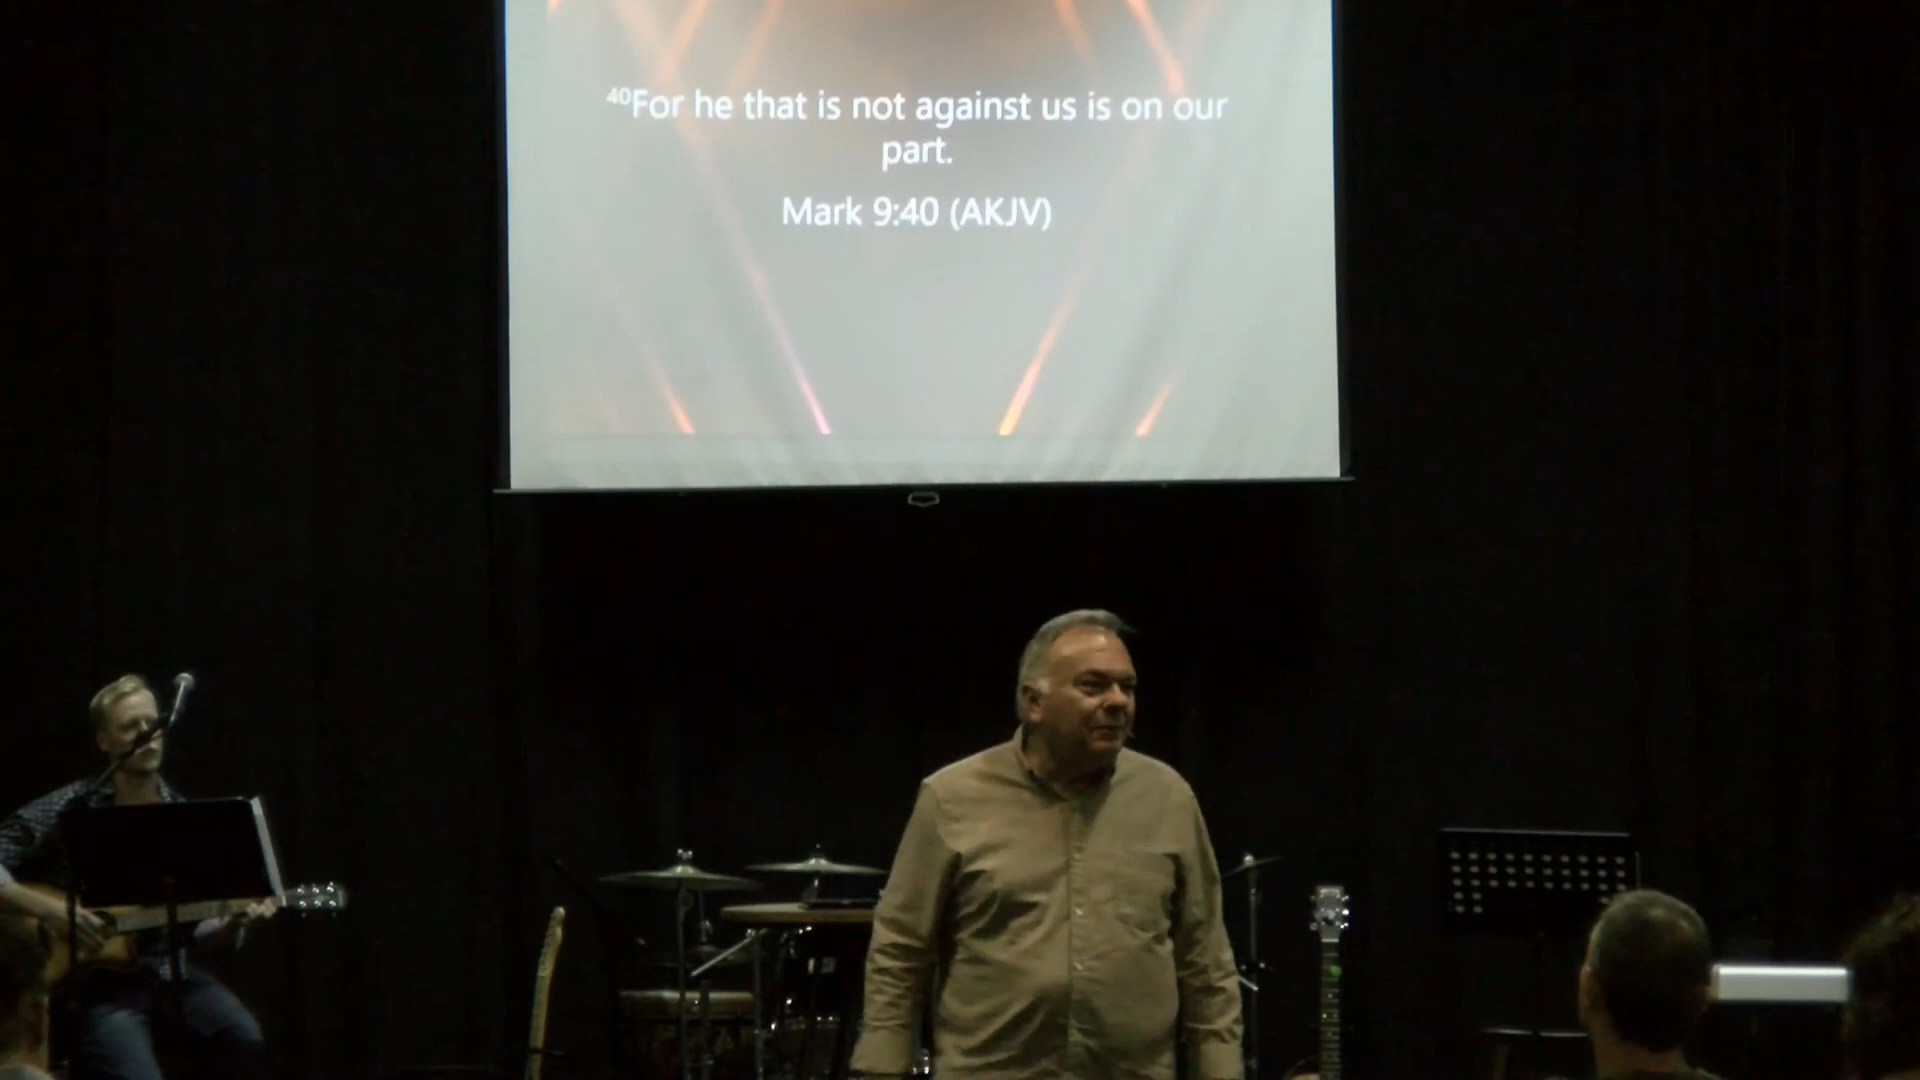 ⁴⁰For he that is not against us is on our
part.
Mark 9:40 (AKJV)